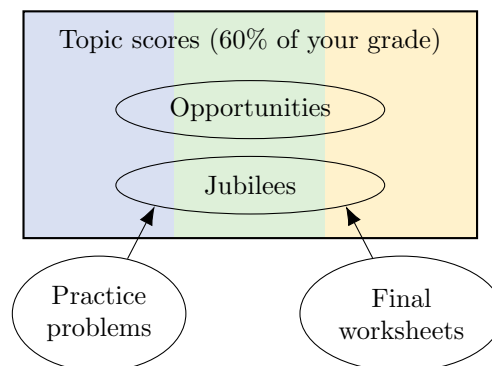 Topic scores (60% of your grade)
Opportunities
Jubilees
Practice
problems
Final
worksheets